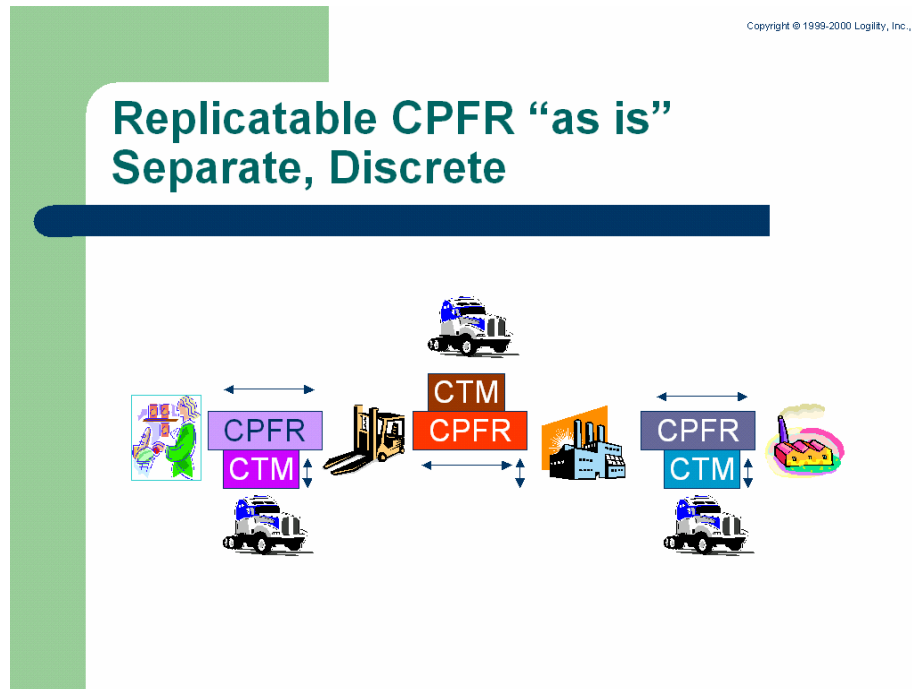 Copyright © 1999-2000 Logility, Inc.,
Replicatable CPFR “as is”
Separate, Discrete
CTM
CPFR
CPFR
CPFR
CTM
CTM